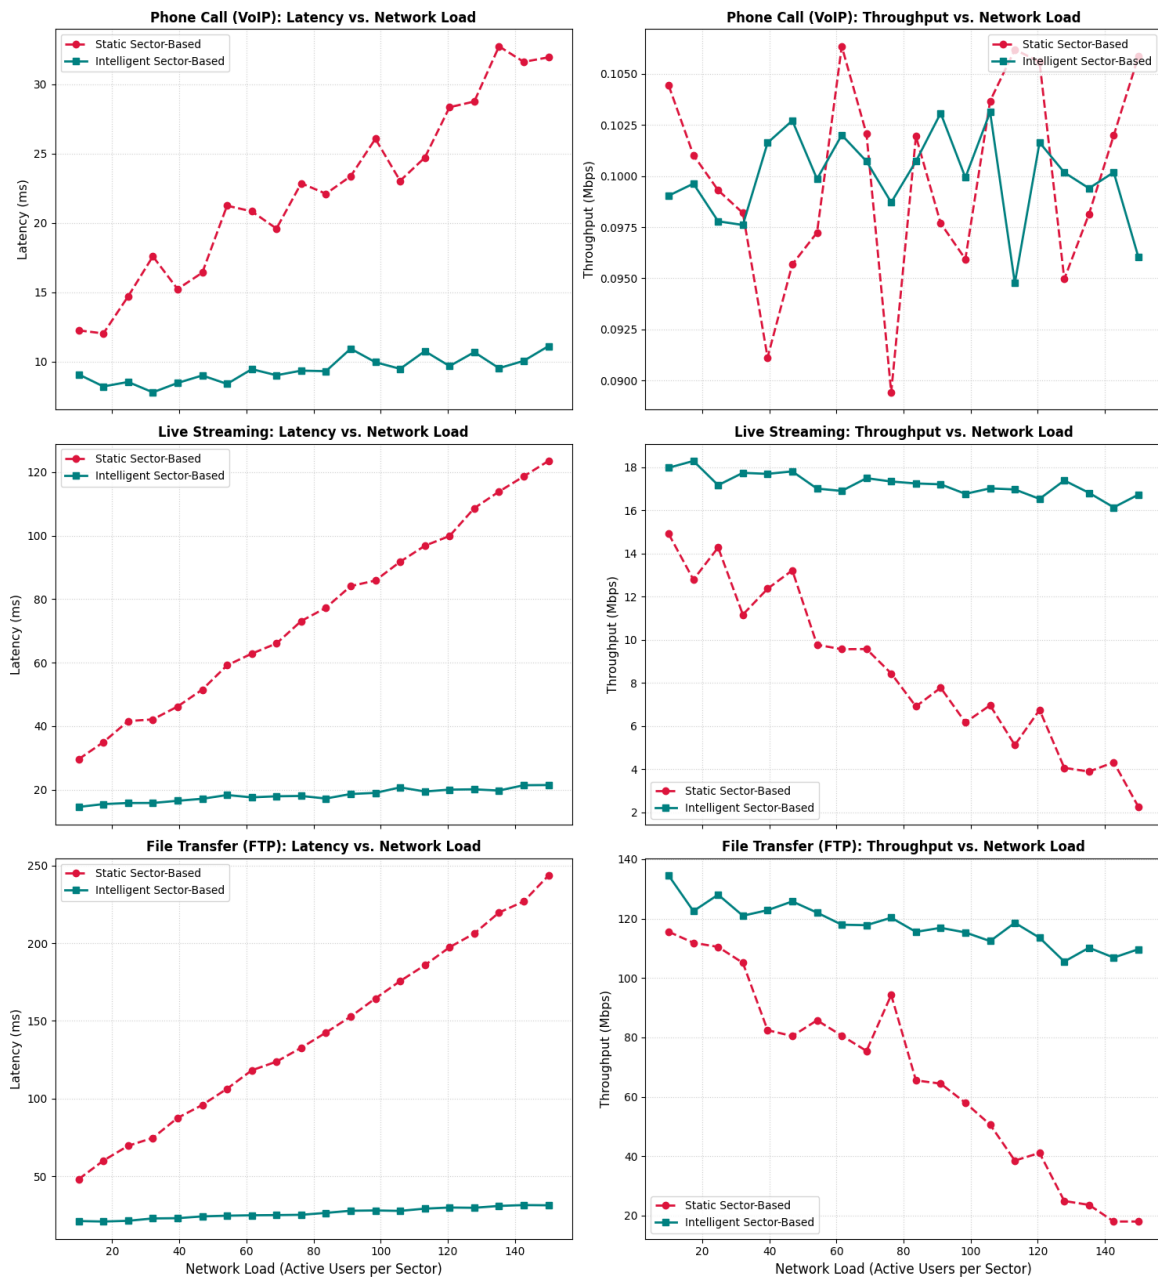 Phone Call (VoIP): Latency vs. Network Load
Static Sector-Based
Intelligent Sector-Based
Latency (ms)
30
25
20
15
10
Phone Call (VoIP): Throughput vs. Network Load
Static Sector-Based
Intelligent Sector-Based
Throughput (Mbps)
0.1050
0.1025
0.1000
0.0975
0.0950
0.0925
0.0900
Live Streaming: Latency vs. Network Load
Static Sector-Based
Intelligent Sector-Based
Latency (ms)
120
100
80
60
40
20
Live Streaming: Throughput vs. Network Load
Throughput (Mbps)
18
16
14
12
10
8
6
4
2
Static Sector-Based
Intelligent Sector-Based
File Transfer (FTP): Latency vs. Network Load
Static Sector-Based
Intelligent Sector-Based
Latency (ms)
250
200
150
100
50
20 40 60 80 100 120 140
Network Load (Active Users per Sector)
File Transfer (FTP): Throughput vs. Network Load
Throughput (Mbps)
140
120
100
80
60
40
20
Static Sector-Based
Intelligent Sector-Based
20 40 60 80 100 120 140
Network Load (Active Users per Sector)